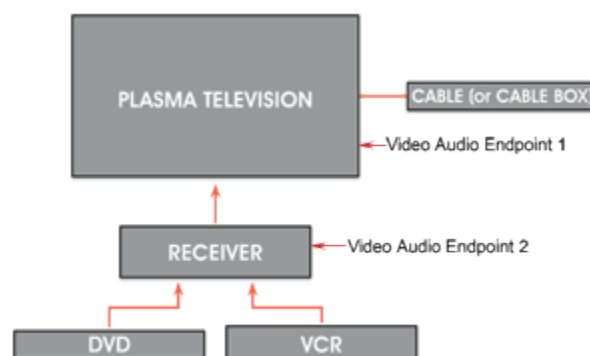 PLASMA TELEVISION
CABLE (or CABLE BOX)
Video Audio Endpoint 1
RECEIVER
Video Audio Endpoint 2
DVD
VCR